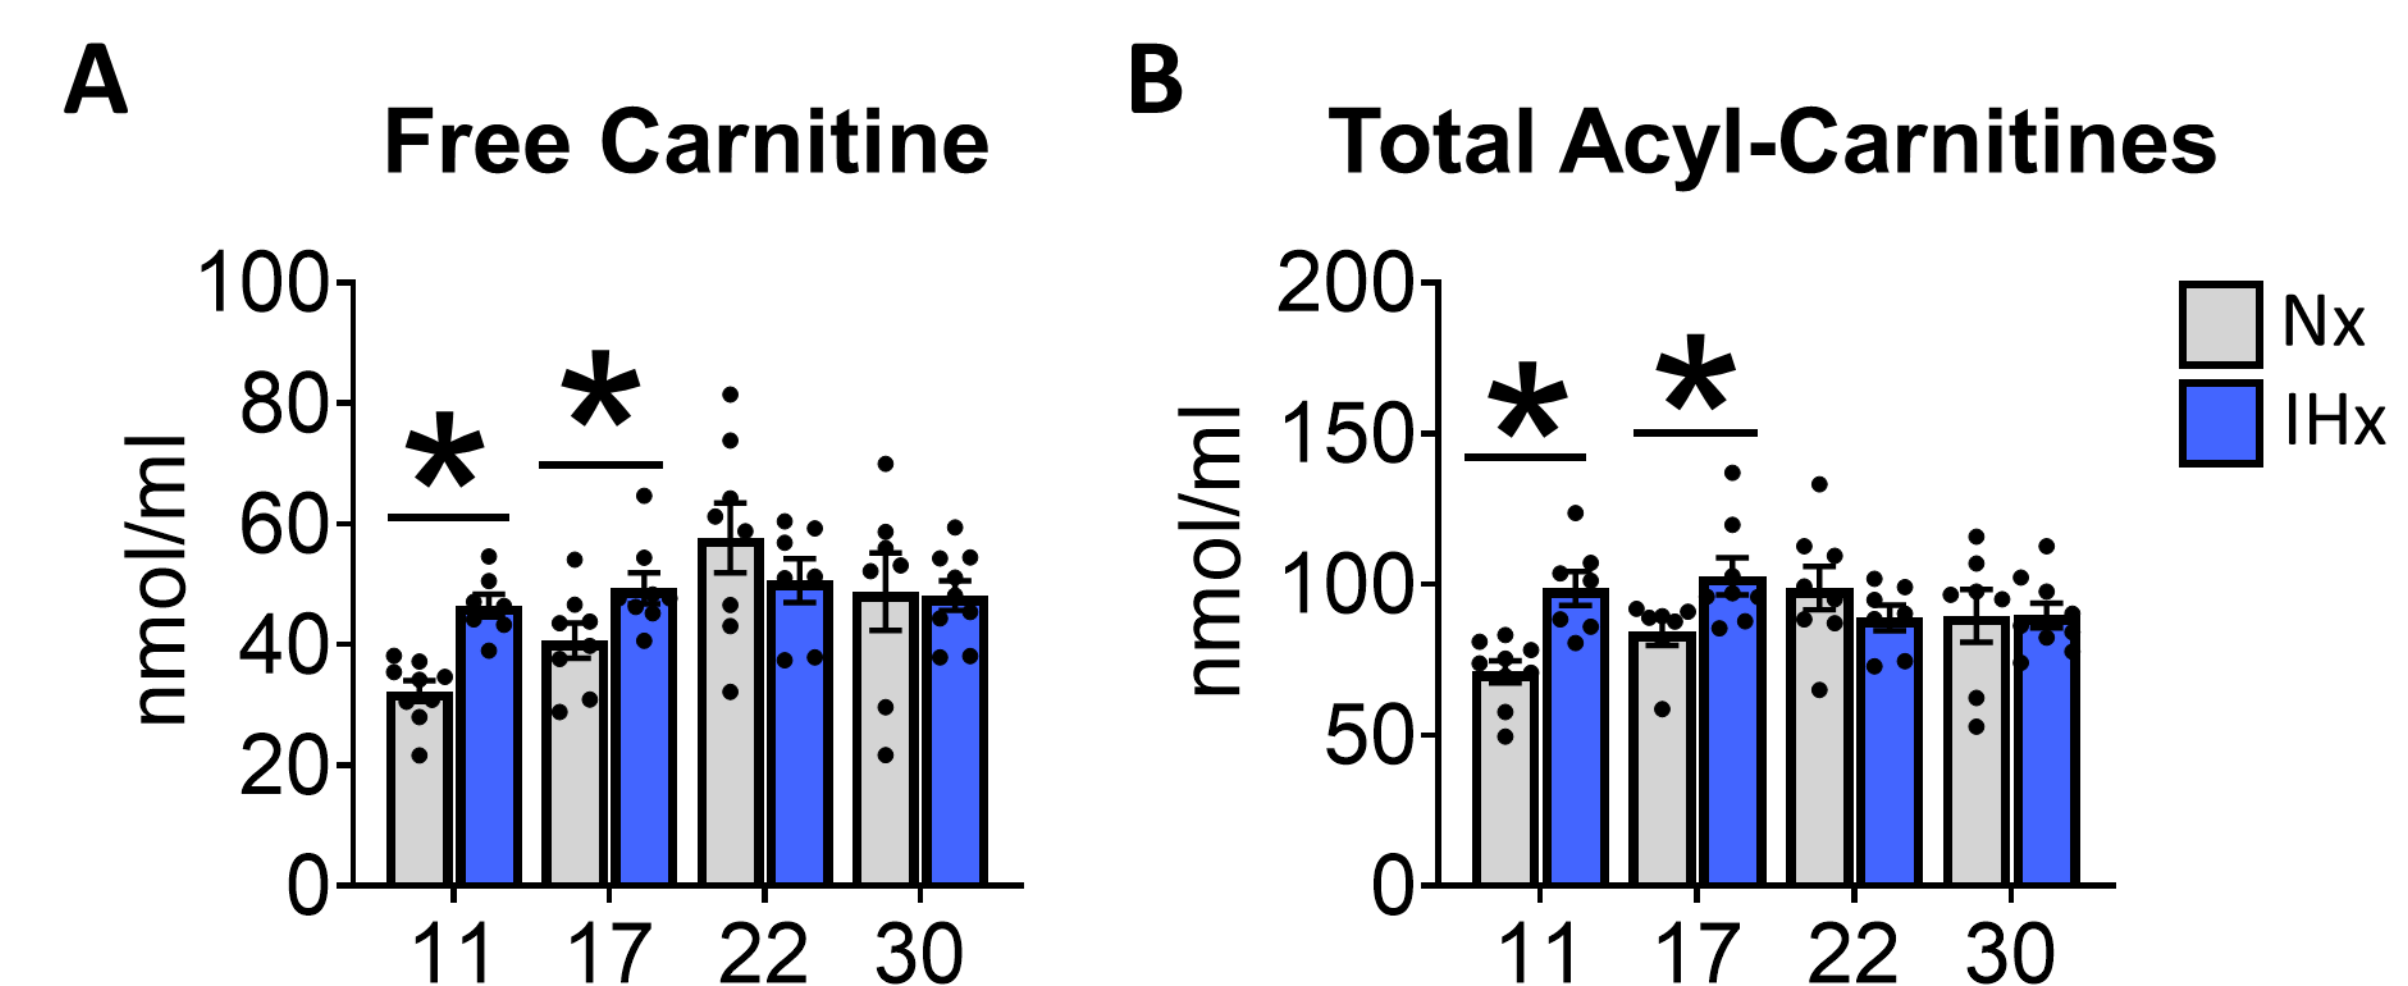 A
Free Carnitine
nmol/ml
100
80
60
40
20
0
*
*
11 17 22 30
B
Total Acyl-Carnitines
nmol/ml
200
150
100
50
0
*
*
11 17 22 30
Nx
IHx